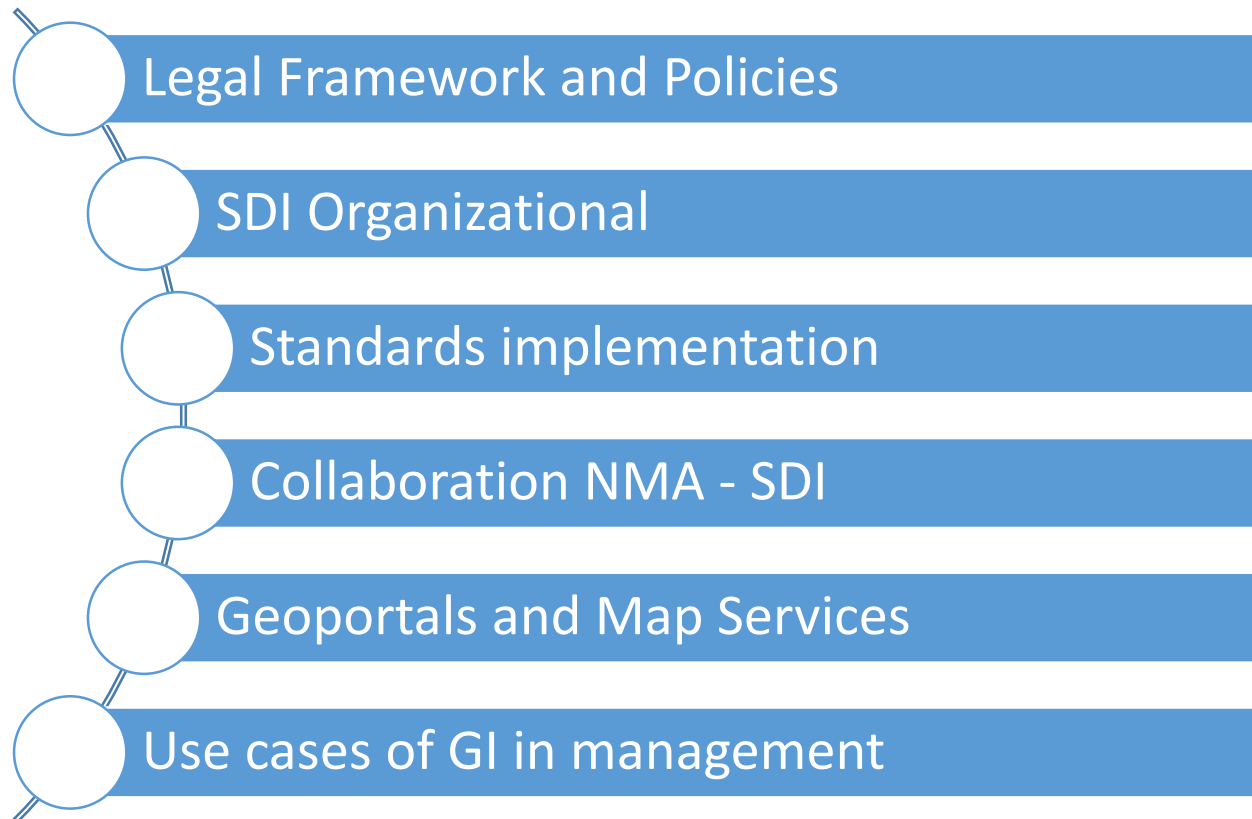 Legal Framework and Policies
SDI Organizational
Standards implementation
Collaboration NMA - SDI
Geoportals and Map Services
Use cases of GI in management